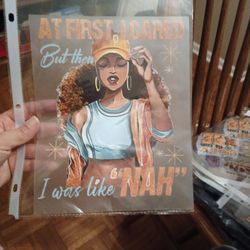 AT FIRST, I CARED
But then
I was like "NAH"